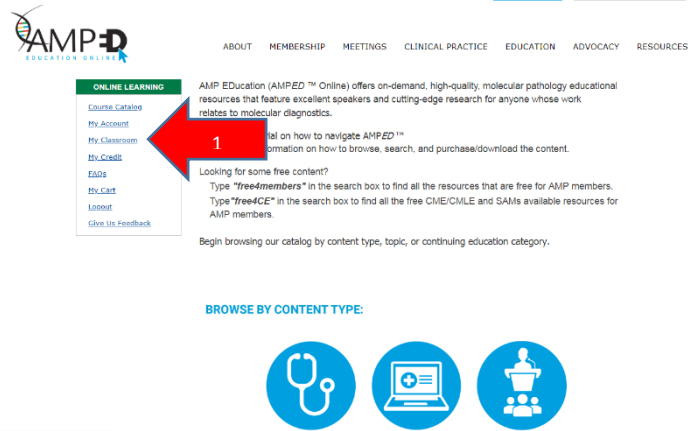 AMPED
EDUCATION ONLINE
ABOUT MEMBERSHIP MEETINGS CLINICAL PRACTICE EDUCATION ADVOCACY RESOURCES
ONLINE LEARNING
Course Catalog
My Account
My Classroom
My Credit
FAQs
My Cart
Logout
Give Us Feedback
1
AMP EDucation (AMPED ™ Online) offers on-demand, high-quality, molecular pathology educational
resources that feature excellent speakers and cutting-edge research for anyone whose work
relates to molecular diagnostics.
on how to navigate AMPED ™
on how to browse, search, and purchase/download the content.
Looking for some free content?
Type "free4members" in the search box to find all the resources that are free for AMP members.
Type"free4CE" in the search box to find all the free CME/CMLE and SAMs available resources for
AMP members.
Begin browsing our catalog by content type, topic, or continuing education category.
BROWSE BY CONTENT TYPE: